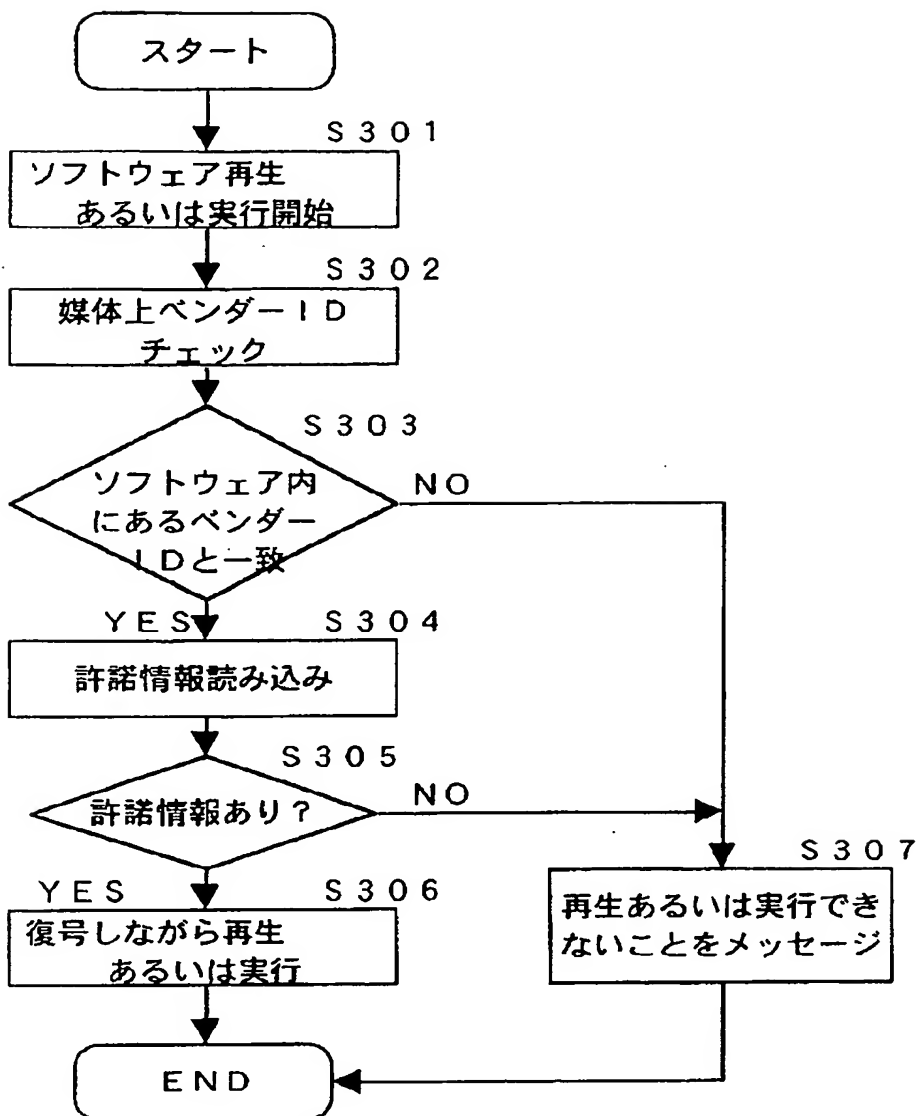 スタート
S301
ソフトウェア再生
あるいは実行開始
S302
媒体上ベンダーID
チェック
S303
ソフトウェア内
にあるベンダー
IDと一致
NO
YES
S304
許諾情報読み込み
S305
許諾情報あり？
NO
YES
S306
復号しながら再生
あるいは実行
S307
再生あるいは実行でき
ないことをメッセージ
END